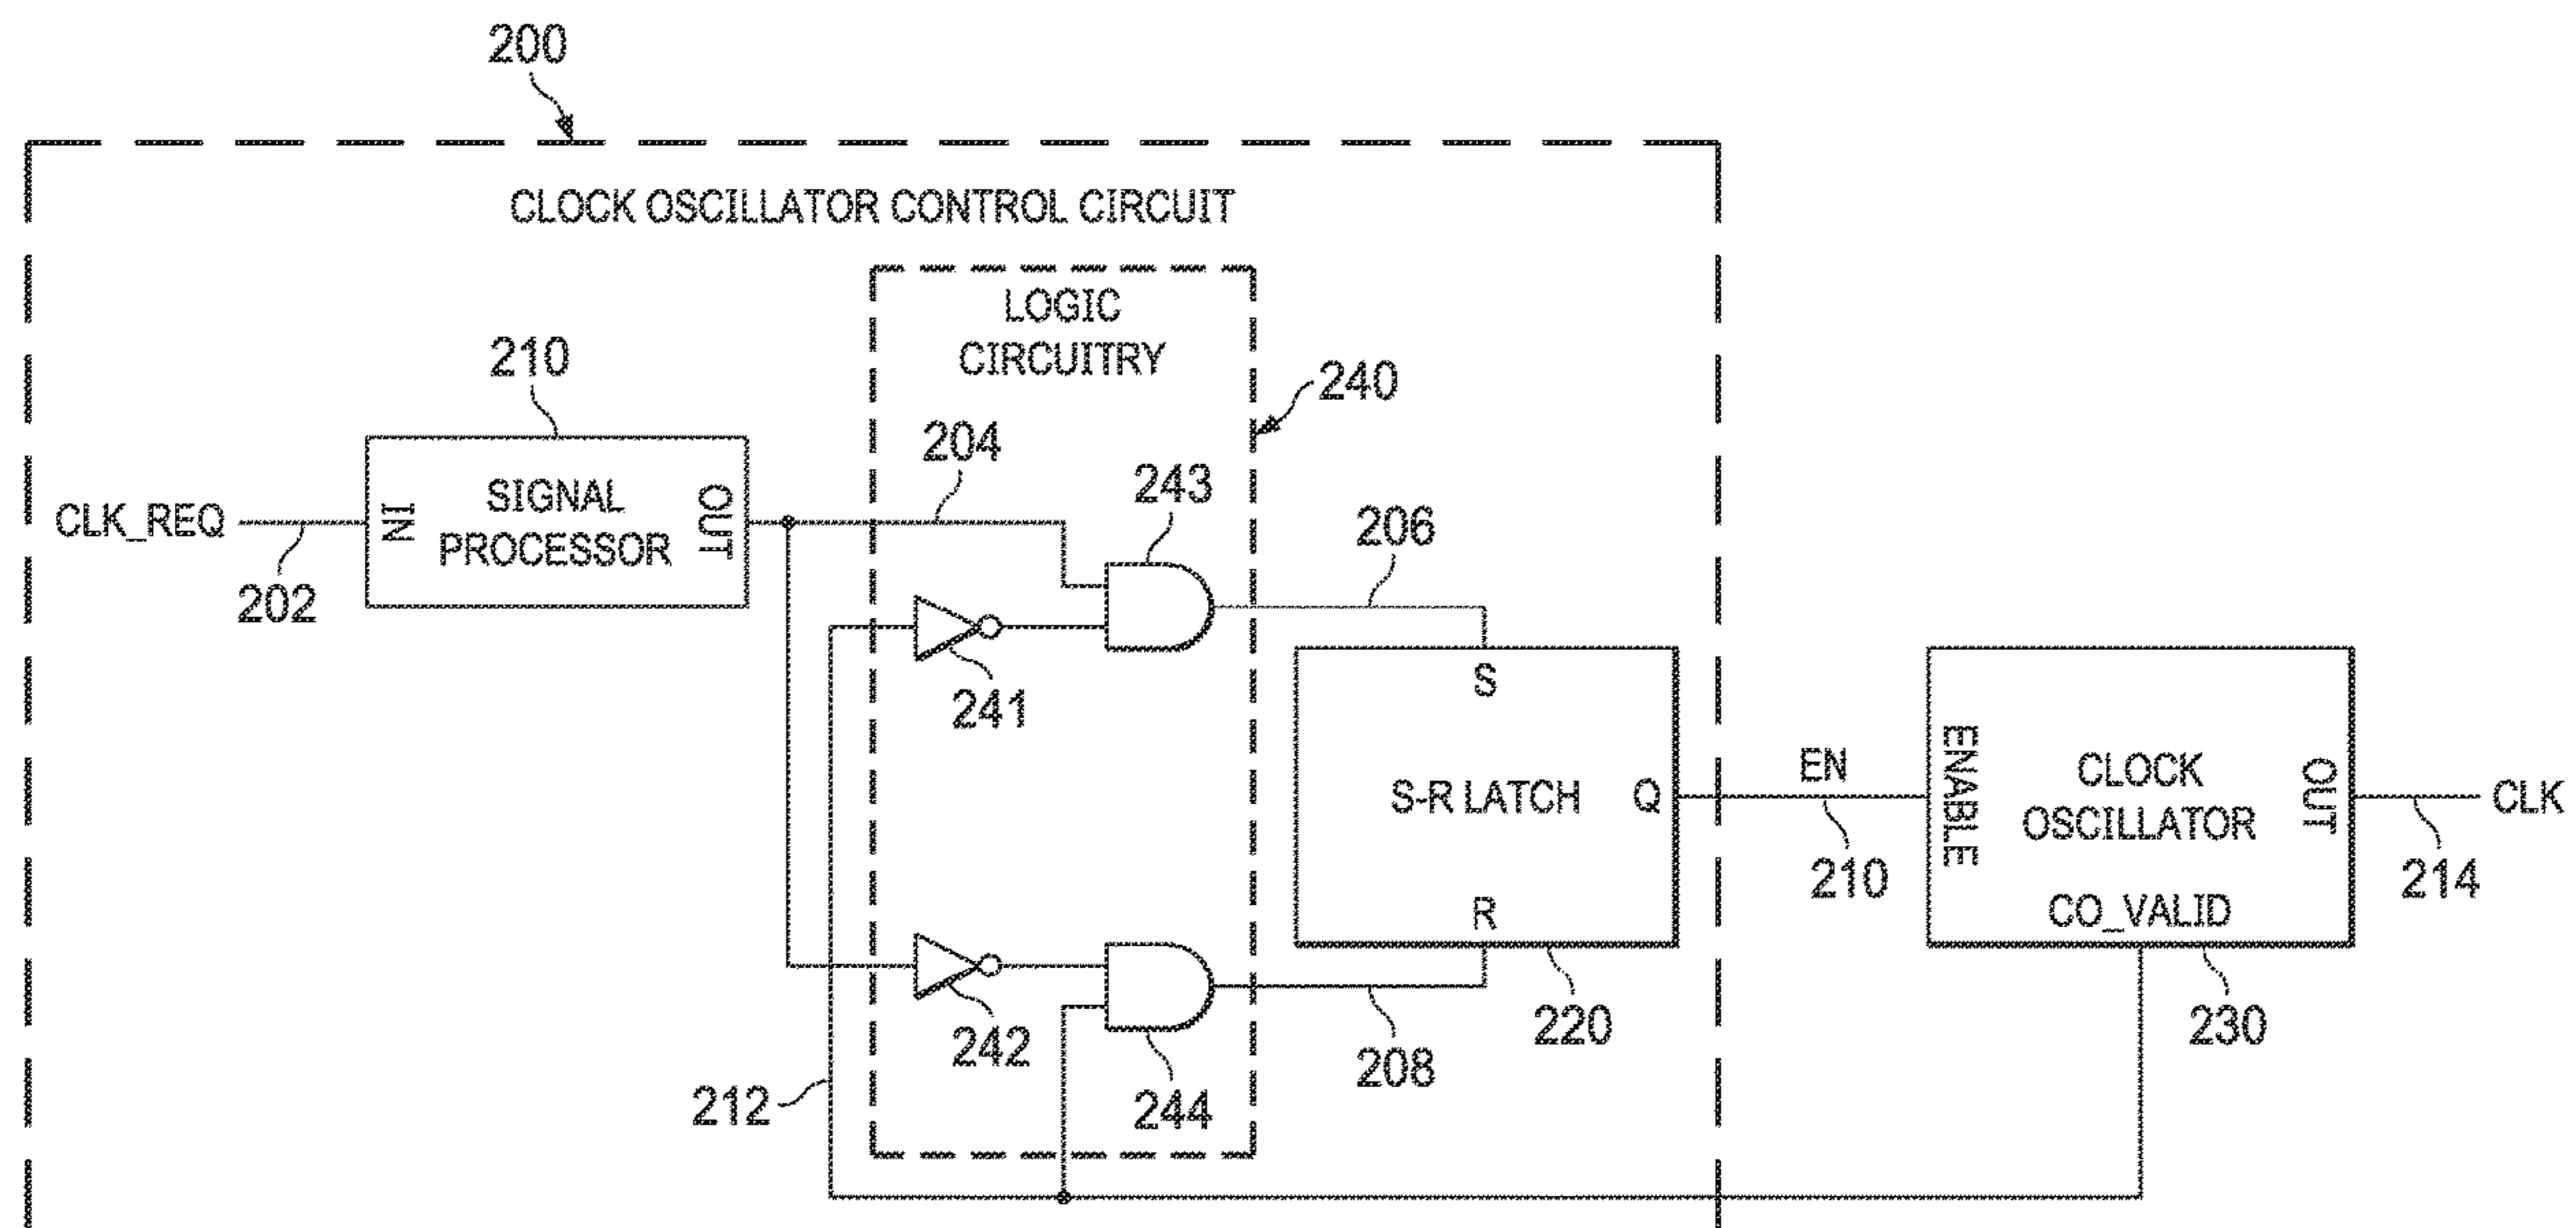 200
CLOCK OSCILLATOR CONTROL CIRCUIT
LOGIC
CIRCUITRY
240
210
204
243
CLK_REQ
IN
SIGNAL
PROCESSOR
OUT
202
206
241
S
S-R LATCH
Q
R
EN
210
ENABLE
CLOCK
OSCILLATOR
OUT
CO_VALID
CLK
214
242
208
220
230
212
244